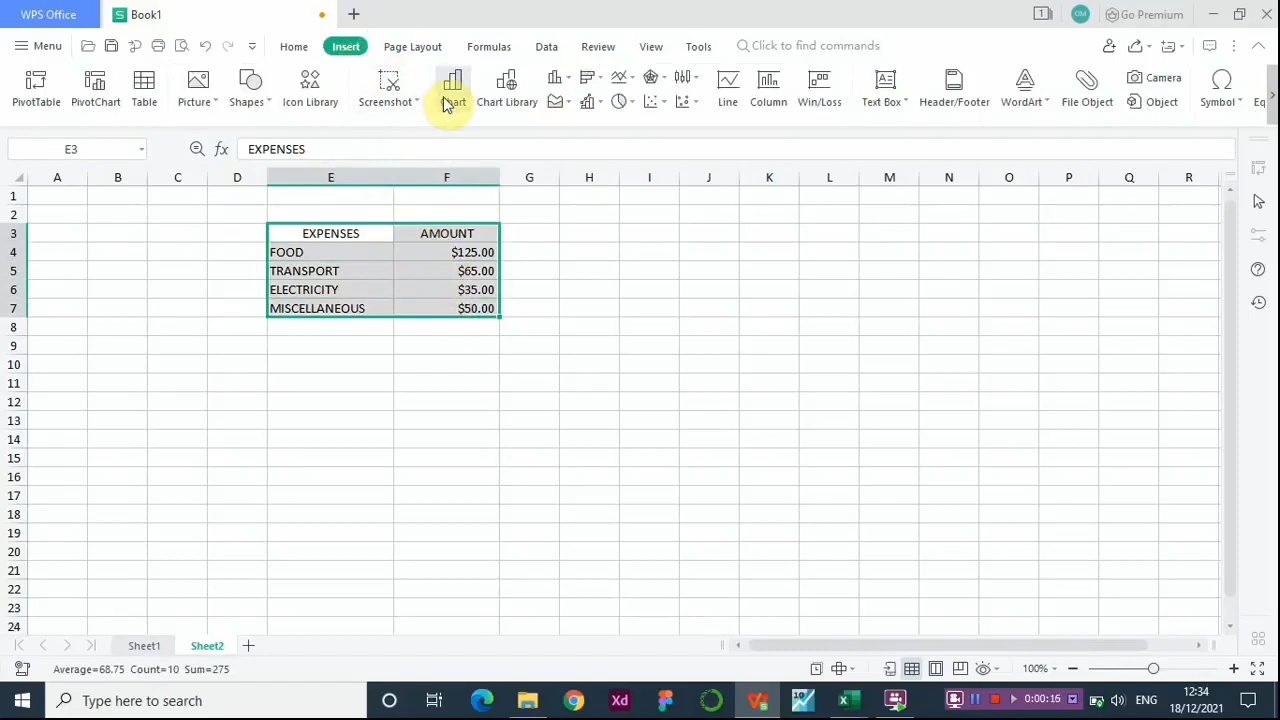 WPS Office
Book1
Go Premium
Menu
Home
Insert
Page Layout
Formulas
Data
Review
View
Tools
Click to find commands
PivotTable
PivotChart
Table
Picture
Shapes
Icon Library
Screenshot
Chart Library
Line
Column
Win/Loss
Text Box
Header/Footer
WordArt
File Object
Camera
Object
Symbol
E3
EXPENSES
A B C D E F G H I J K L M N O P Q R
1
2
3 EXPENSES AMOUNT
4 FOOD $125.00
5 TRANSPORT $65.00
6 ELECTRICITY $35.00
7 MISCELLANEOUS $50.00
8
9
10
11
12
13
14
15
16
17
18
19
20
21
22
23
24
Sheet1
Sheet2
Average=68.75 Count=10 Sum=275
100%
Type here to search
Xd
0:00:16
ENG
12:34
18/12/2021